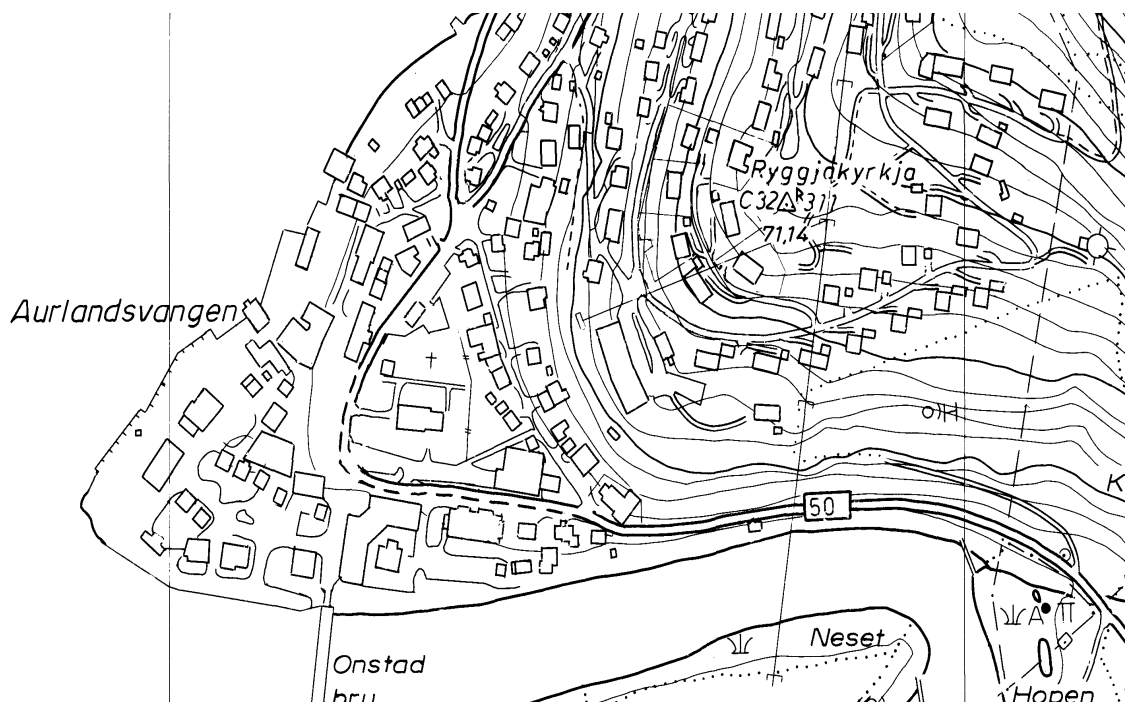 Ryggjakyrkja
C32 R 311
71,14
Aurlandsvangen
50
A
Neset
Onstad
bru
Hopen
K